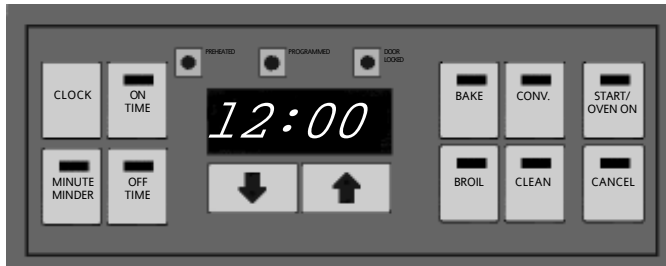 PREHEATED
PROGRAMMED
DOOR
LOCKED
CLOCK
ON
TIME
12:00
BAKE
CONV.
START/
OVEN ON
MINUTE
MINDER
OFF
TIME
BROIL
CLEAN
CANCEL